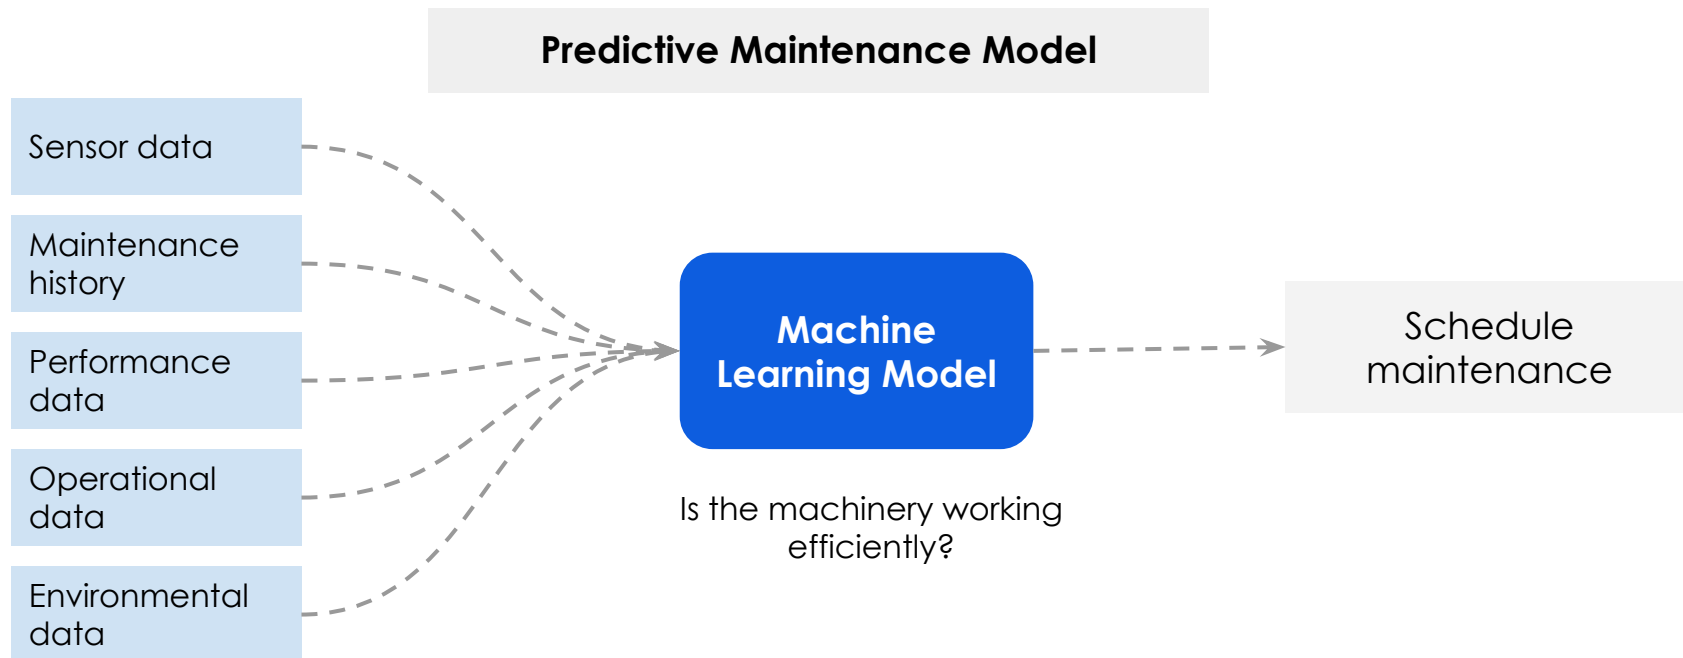 Predictive Maintenance Model
Sensor data
Maintenance
history
Performance
data
Operational
data
Environmental
data
Machine
Learning Model
Is the machinery working
efficiently?
Schedule
maintenance